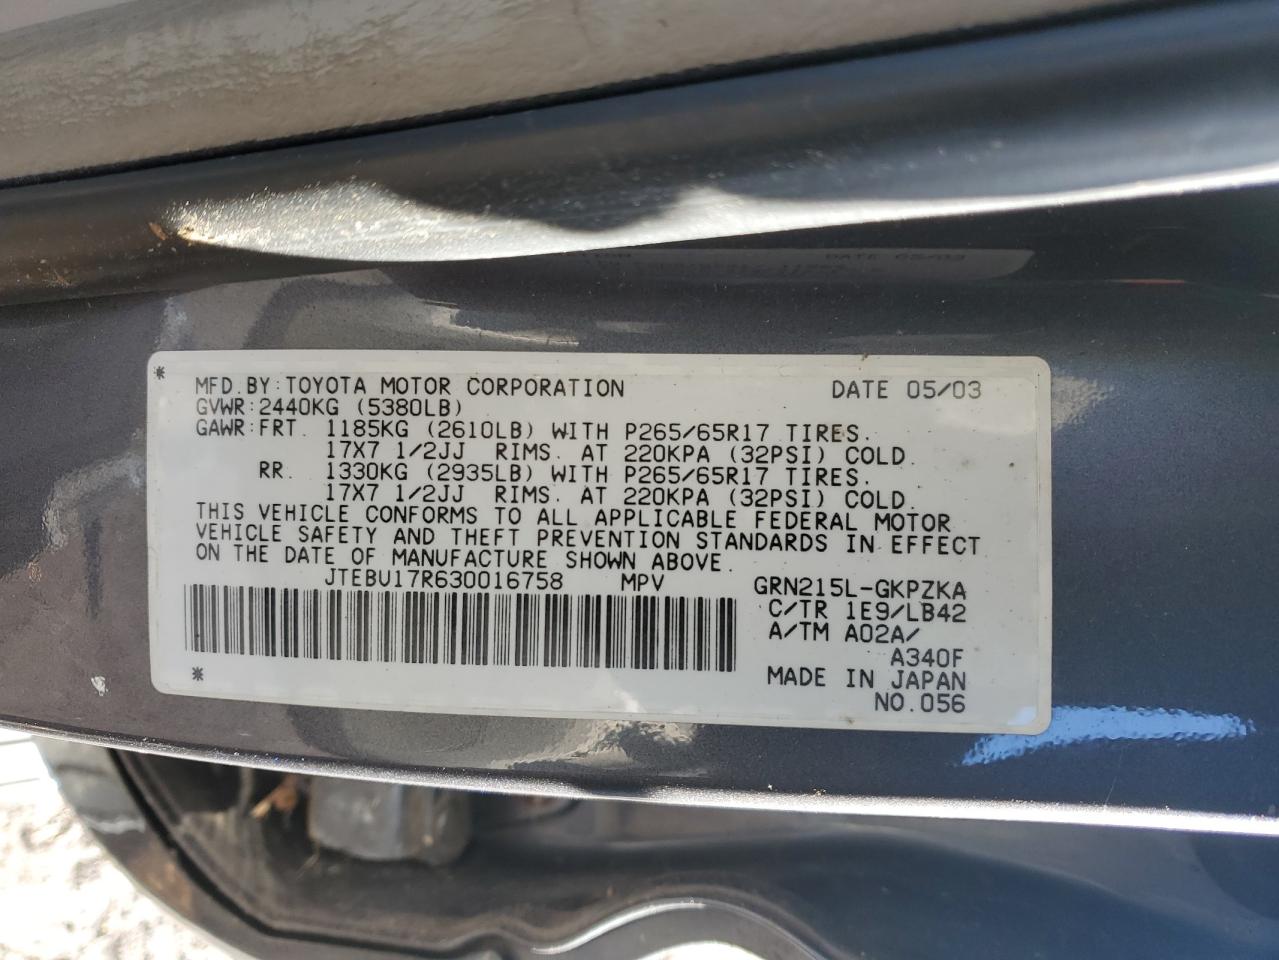 * MFD. BY: TOYOTA MOTOR CORPORATION DATE 05/03
GVWR: 2440KG (5380LB)
GAWR: FRT. 1185KG (2610LB) WITH P265/65R17 TIRES.
17X7 1/2JJ RIMS. AT 220KPA (32PSI) COLD.
RR. 1330KG (2935LB) WITH P265/65R17 TIRES.
17X7 1/2JJ RIMS. AT 220KPA (32PSI) COLD.
THIS VEHICLE CONFORMS TO ALL APPLICABLE FEDERAL MOTOR
VEHICLE SAFETY AND THEFT PREVENTION STANDARDS IN EFFECT
ON THE DATE OF MANUFACTURE SHOWN ABOVE.
JTEBU17R630016758 MPV GRN215L-GKPZKA
C/TR 1E9/LB42
A/TM A02A/
A340F
* MADE IN JAPAN
NO.056
DATE 05/03